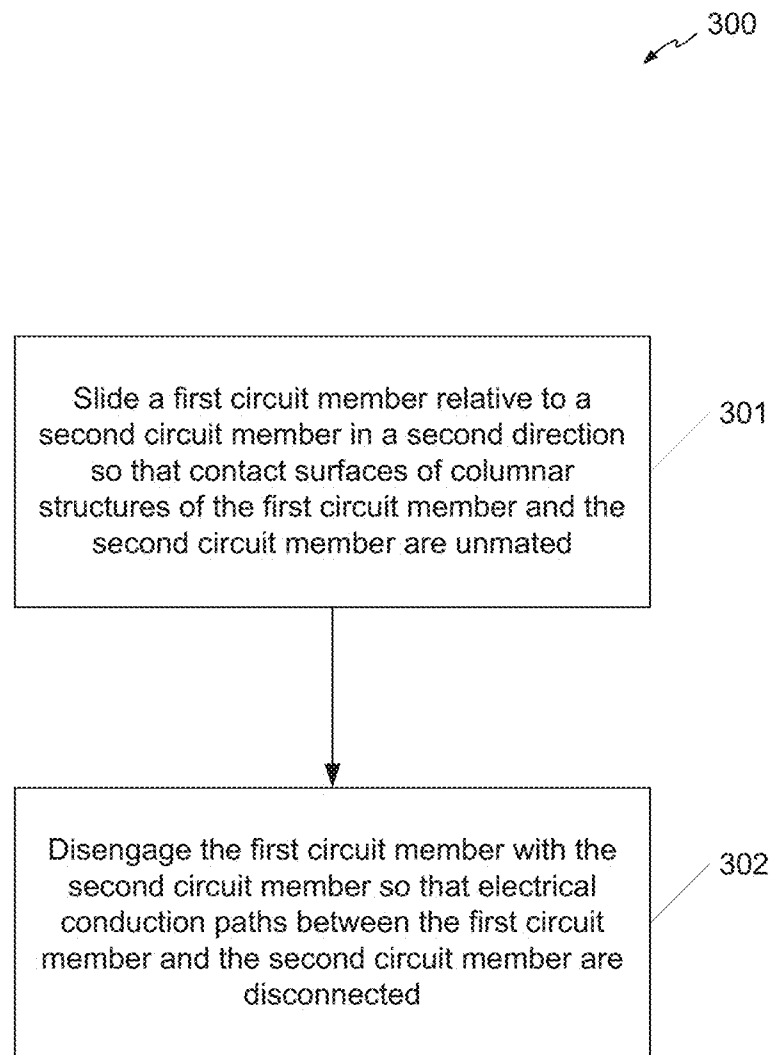 300
Slide a first circuit member relative to a
second circuit member in a second direction
so that contact surfaces of columnar
structures of the first circuit member and the
second circuit member are unmated
301
Disengage the first circuit member with the
second circuit member so that electrical
conduction paths between the first circuit
member and the second circuit member are
disconnected
302